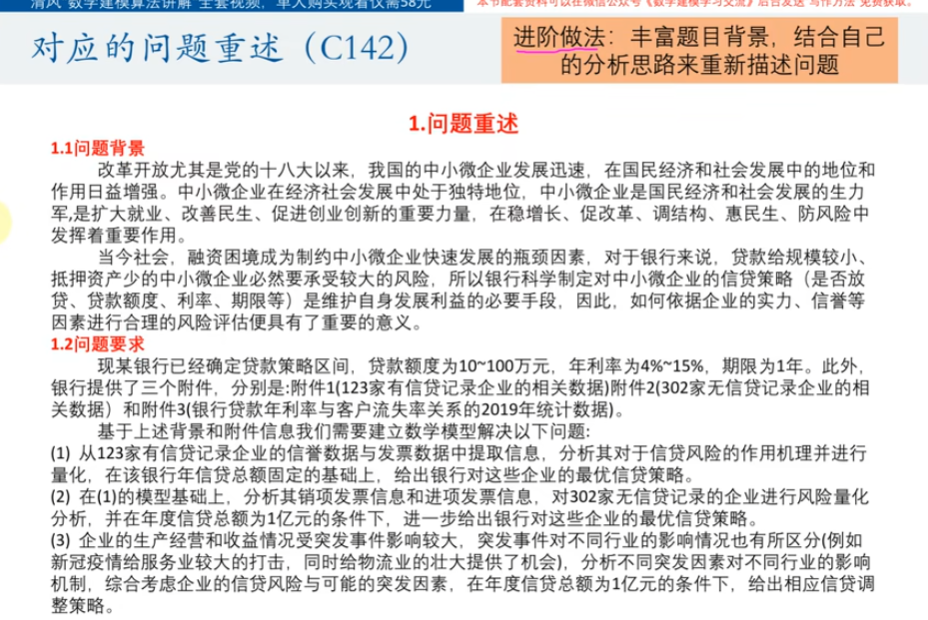 清风“数学建模算法讲解”全套视频，单人购买观看仅需58元
本节配套资料可以在微信公众号《数学建模学习交流》后台发送“写作方法”免费获取。
对应的问题重述（C142）
进阶做法：丰富题目背景，结合自己
的分析思路来重新描述问题
1.问题重述
1.1问题背景
改革开放尤其是党的十八大以来，我国的中小微企业发展迅速，在国民经济和社会发展中的地位和
作用日益增强。中小微企业在经济社会发展中处于独特地位，中小微企业是国民经济和社会发展的生力
军,是扩大就业、改善民生、促进创业创新的重要力量，在稳增长、促改革、调结构、惠民生、防风险中
发挥着重要作用。
当今社会，融资困境成为制约中小微企业快速发展的瓶颈因素，对于银行来说，贷款给规模较小、
抵押资产少的中小微企业必然要承受较大的风险，所以银行科学制定对中小微企业的信贷策略（是否放
贷、贷款额度、利率、期限等）是维护自身发展利益的必要手段，因此，如何依据企业的实力、信誉等
因素进行合理的风险评估便具有了重要的意义。
1.2问题要求
现某银行已经确定贷款策略区间，贷款额度为10~100万元，年利率为4%~15%，期限为1年。此外，
银行提供了三个附件，分别是:附件1(123家有信贷记录企业的相关数据)附件2(302家无信贷记录企业的相
关数据）和附件3(银行贷款年利率与客户流失率关系的2019年统计数据)。
基于上述背景和附件信息我们需要建立数学模型解决以下问题:
(1) 从123家有信贷记录企业的信誉数据与发票数据中提取信息，分析其对于信贷风险的作用机理并进行
量化，在该银行年信贷总额固定的基础上，给出银行对这些企业的最优信贷策略。
(2) 在(1)的模型基础上，分析其销项发票信息和进项发票信息，对302家无信贷记录的企业进行风险量化
分析，并在年度信贷总额为1亿元的条件下，进一步给出银行对这些企业的最优信贷策略。
(3) 企业的生产经营和收益情况受突发事件影响较大，突发事件对不同行业的影响情况也有所区分(例如
新冠疫情给服务业较大的打击，同时给物流业的壮大提供了机会)，分析不同突发因素对不同行业的影响
机制，综合考虑企业的信贷风险与可能的突发因素，在年度信贷总额为1亿元的条件下，给出相应信贷调
整策略。